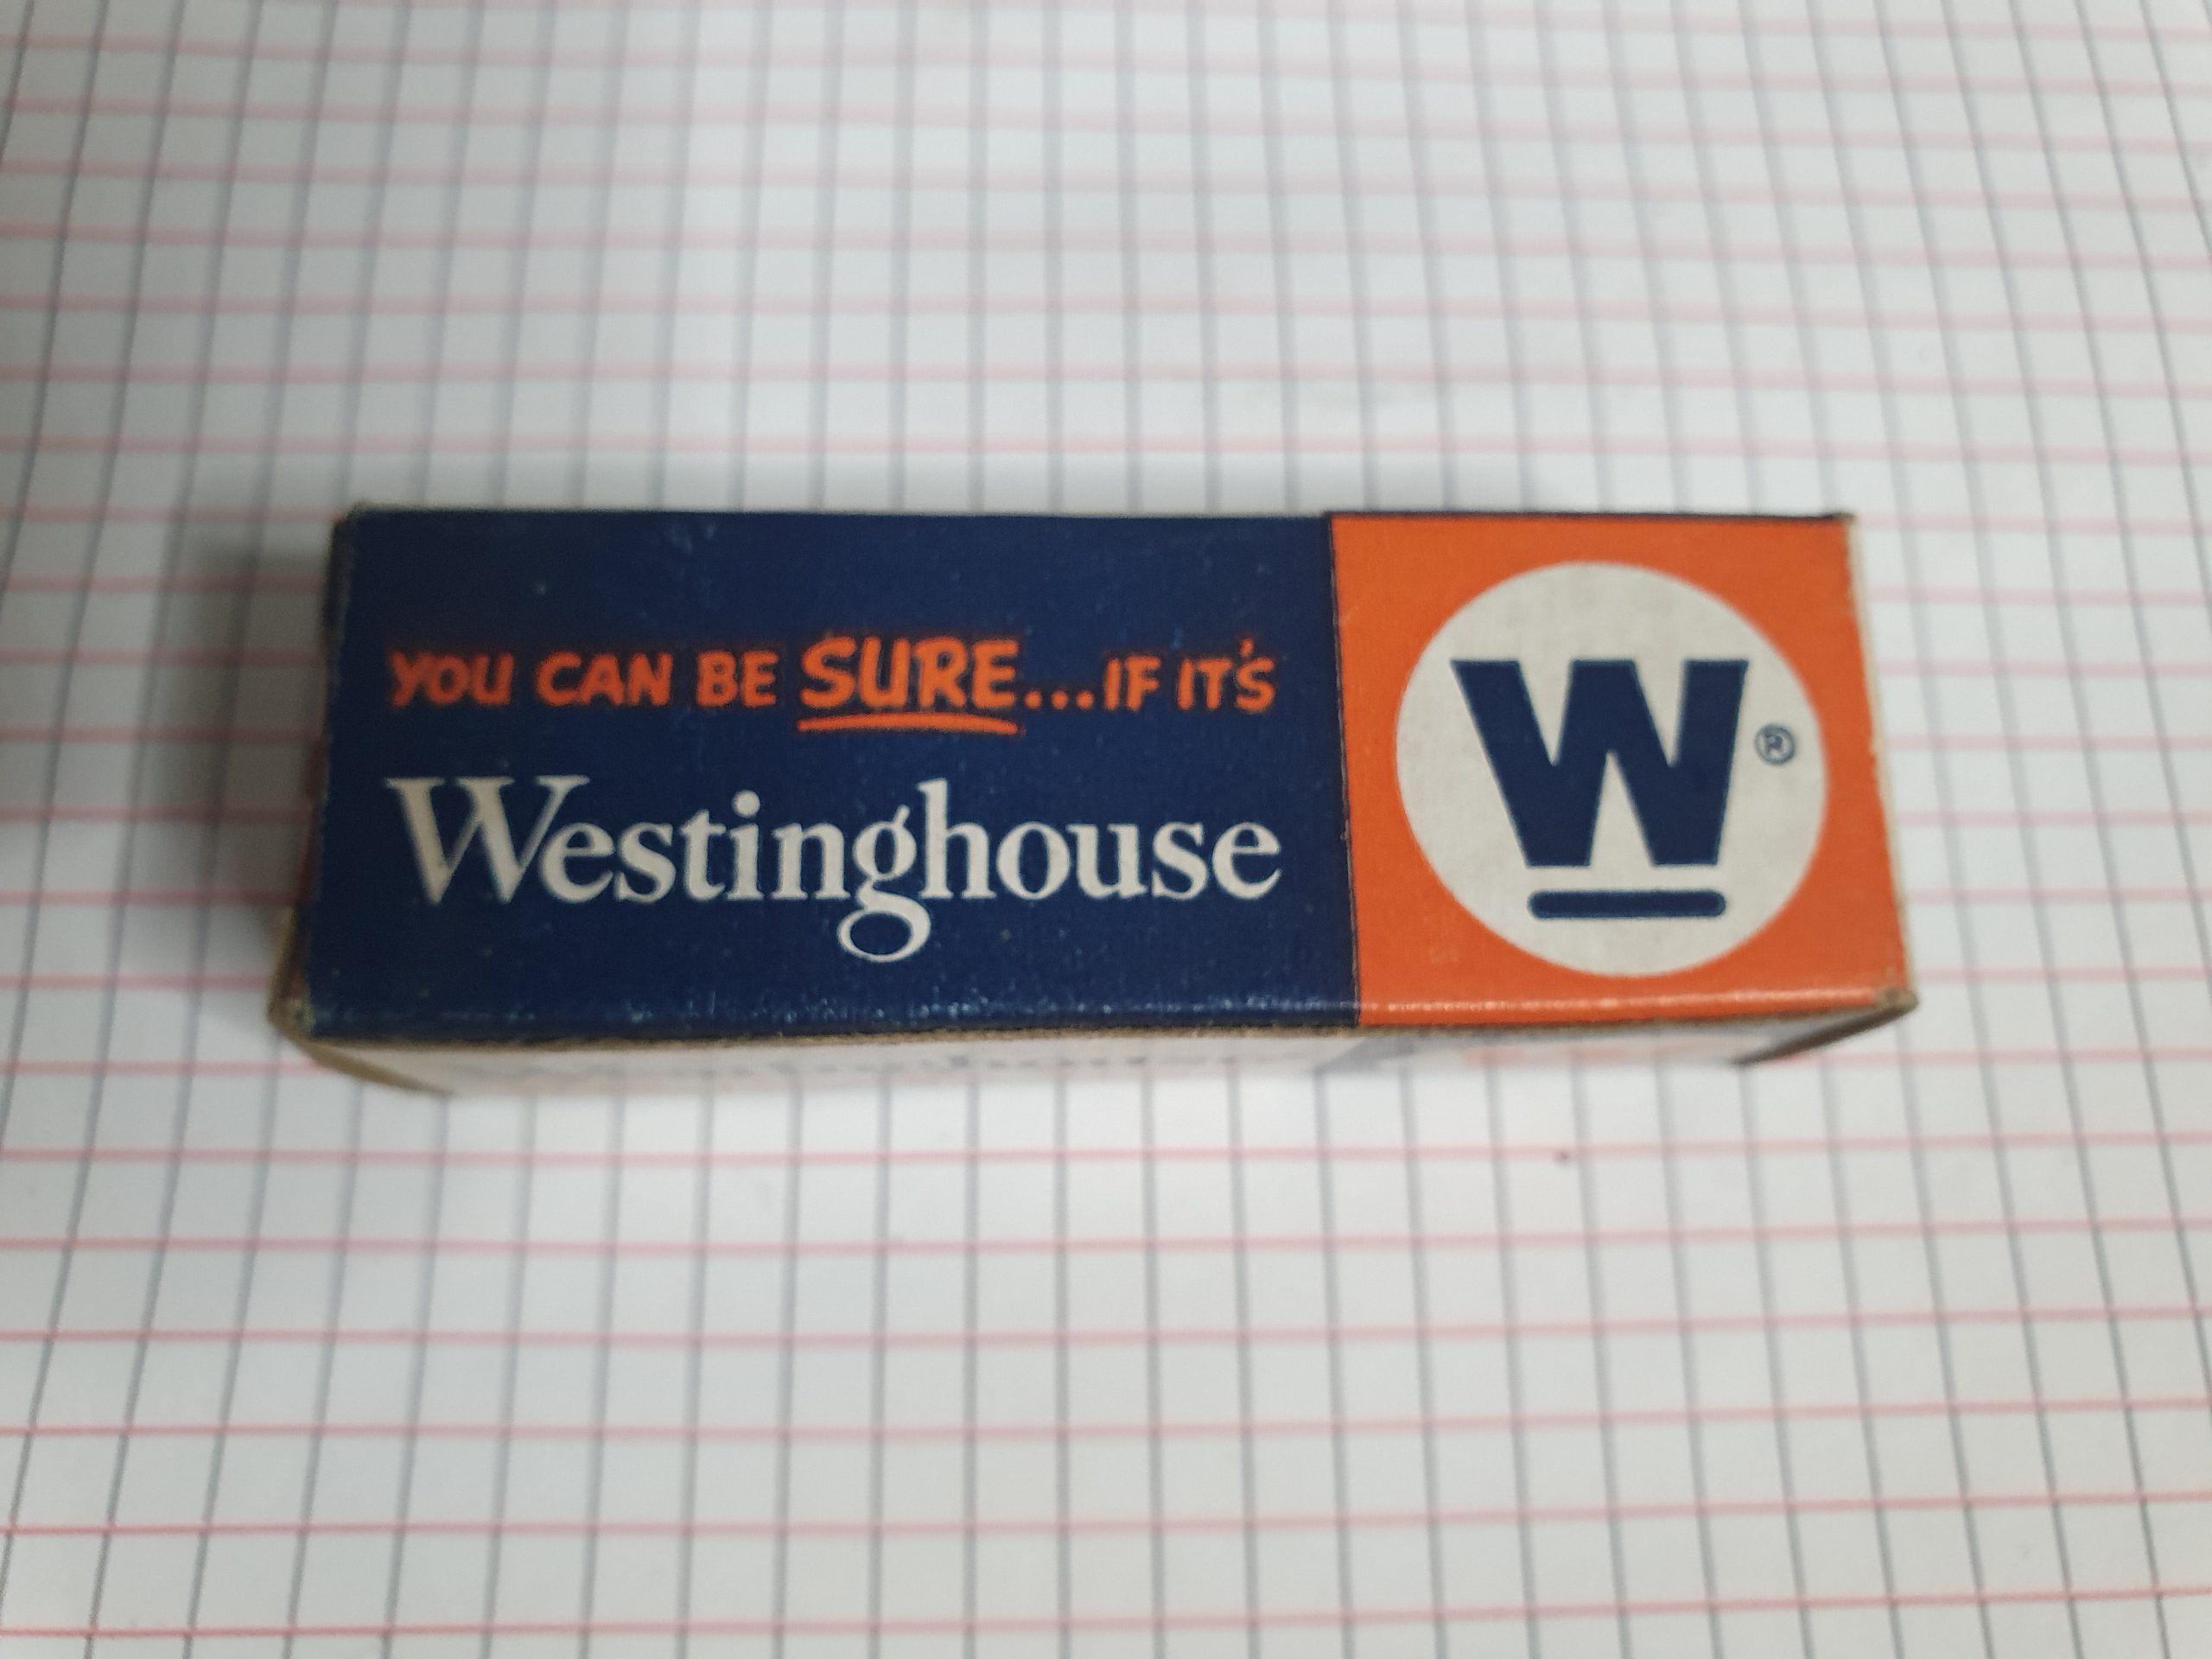 YOU CAN BE SURE...IF IT'S
Westinghouse
W®